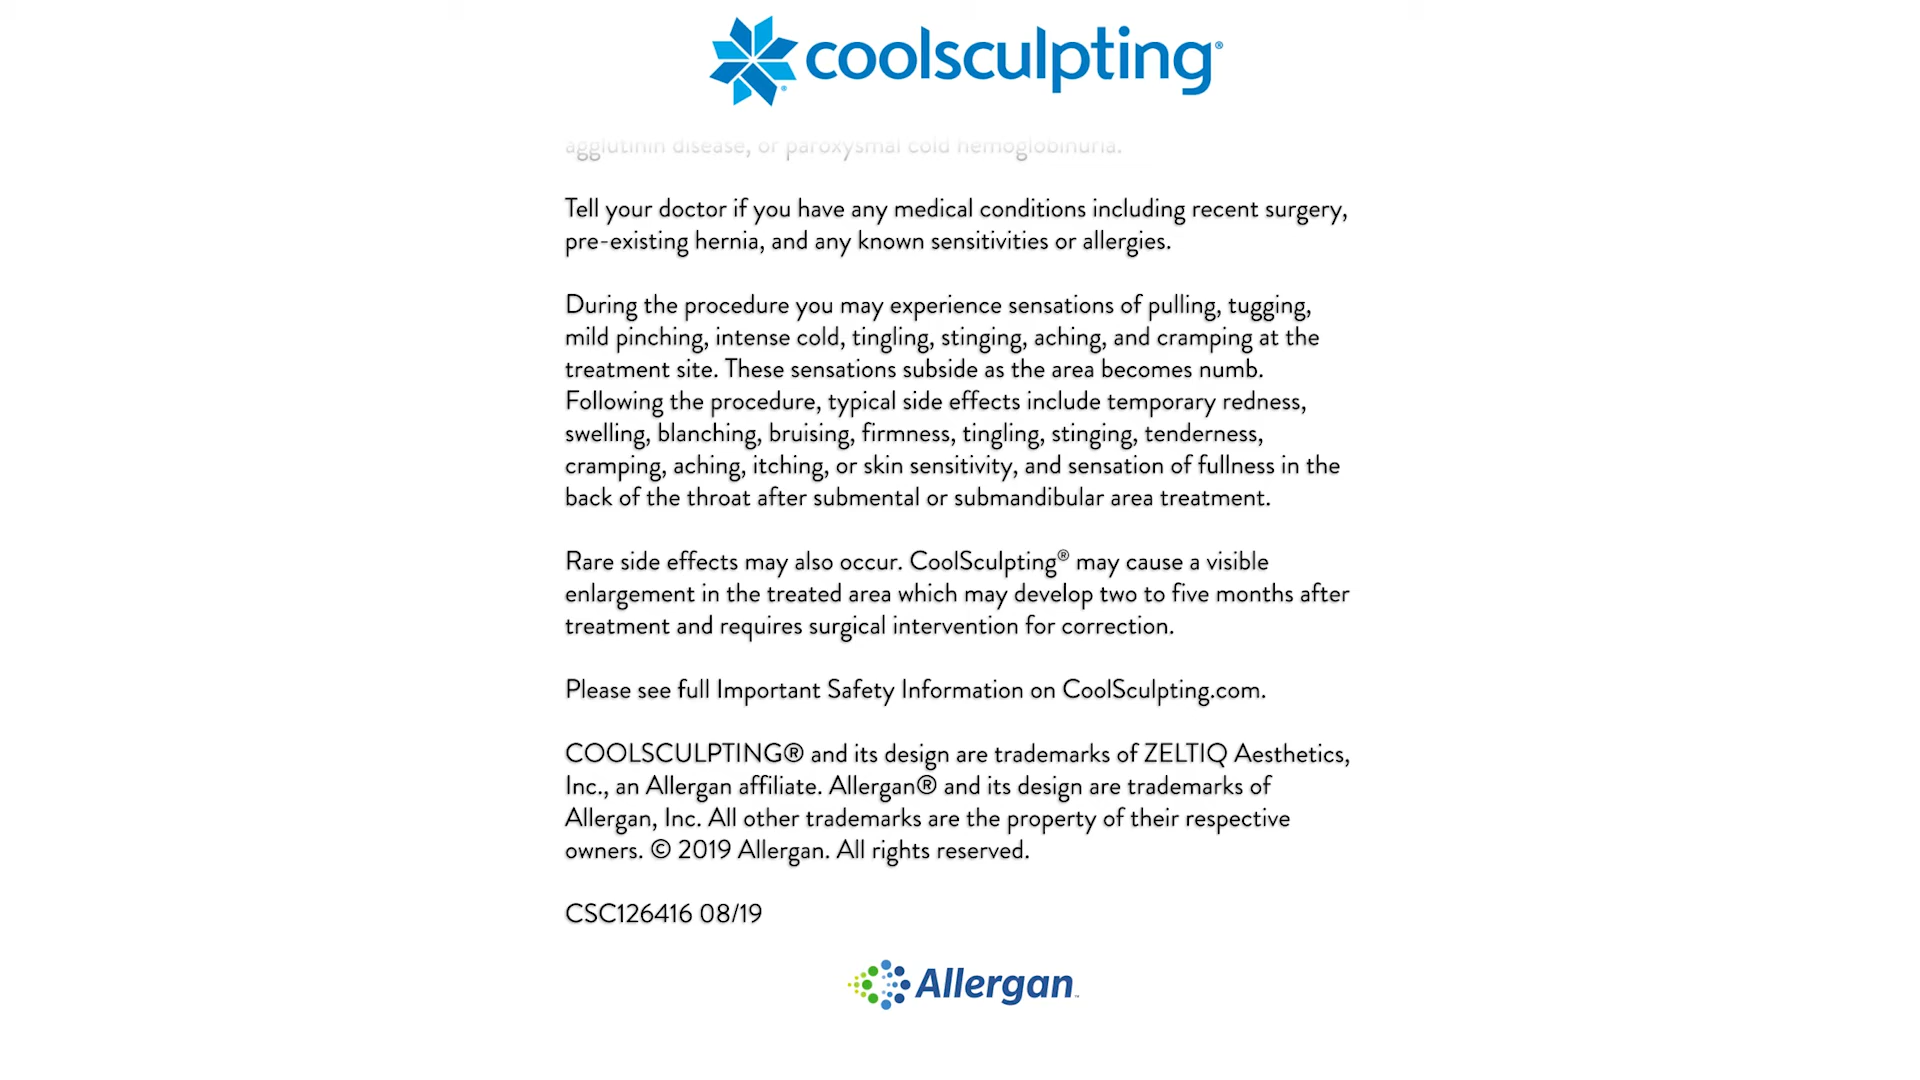 coolsculpting®
agglutinin disease, or paroxysmal cold hemoglobinuria.
Tell your doctor if you have any medical conditions including recent surgery,
pre-existing hernia, and any known sensitivities or allergies.
During the procedure you may experience sensations of pulling, tugging,
mild pinching, intense cold, tingling, stinging, aching, and cramping at the
treatment site. These sensations subside as the area becomes numb.
Following the procedure, typical side effects include temporary redness,
swelling, blanching, bruising, firmness, tingling, stinging, tenderness,
cramping, aching, itching, or skin sensitivity, and sensation of fullness in the
back of the throat after submental or submandibular area treatment.
Rare side effects may also occur. CoolSculpting® may cause a visible
enlargement in the treated area which may develop two to five months after
treatment and requires surgical intervention for correction.
Please see full Important Safety Information on CoolSculpting.com.
COOLSCULPTING® and its design are trademarks of ZELTIQ Aesthetics,
Inc., an Allergan affiliate. Allergan® and its design are trademarks of
Allergan, Inc. All other trademarks are the property of their respective
owners. © 2019 Allergan. All rights reserved.
CSC126416 08/19
Allergan™